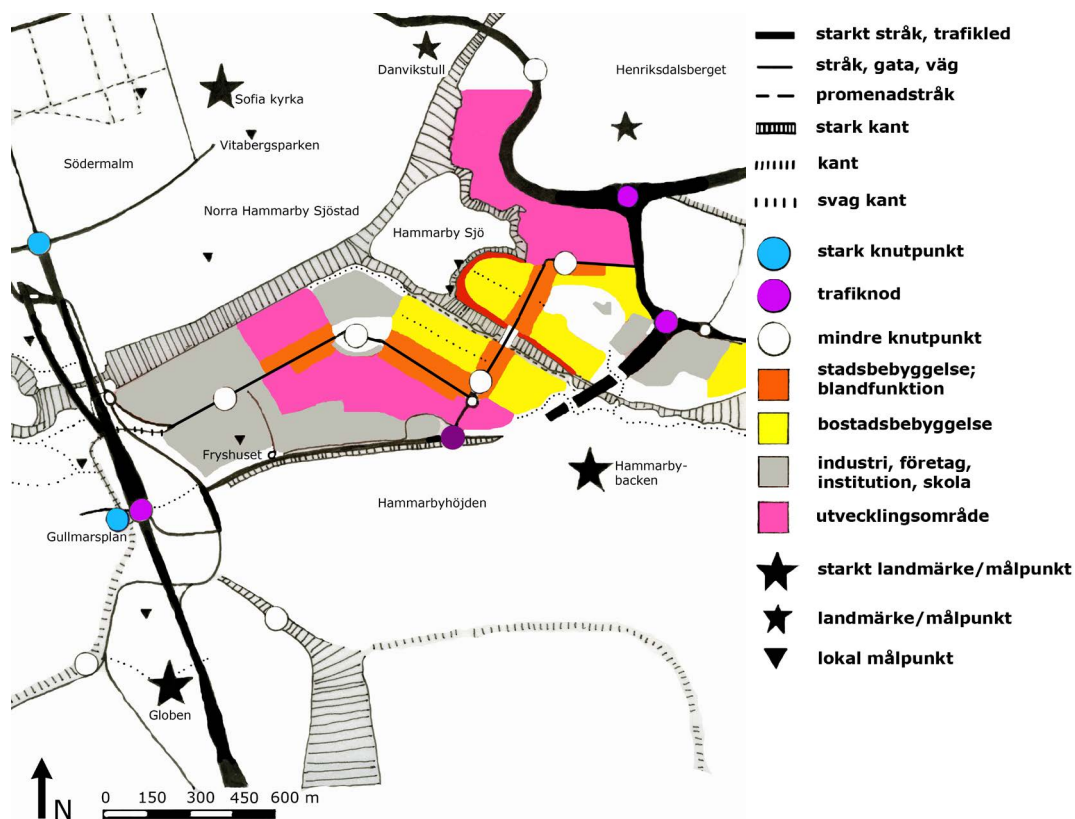 Danvikstull
Henriksdalsberget
Sofia kyrka
Vitabergsparken
Södermalm
Norra Hammarby Sjöstad
Hammarby Sjö
Fryshuset
Hammarby-
backen
Hammarbyhöjden
Gullmarsplan
Globen
N
0 150 300 450 600 m
starkt stråk, trafikled
stråk, gata, väg
promenadstråk
stark kant
kant
svag kant
stark knutpunkt
trafiknod
mindre knutpunkt
stadsbebyggelse;
blandfunktion
bostadsbebyggelse
industri, företag,
institution, skola
utvecklingsområde
starkt landmärke/målpunkt
landmärke/målpunkt
lokal målpunkt